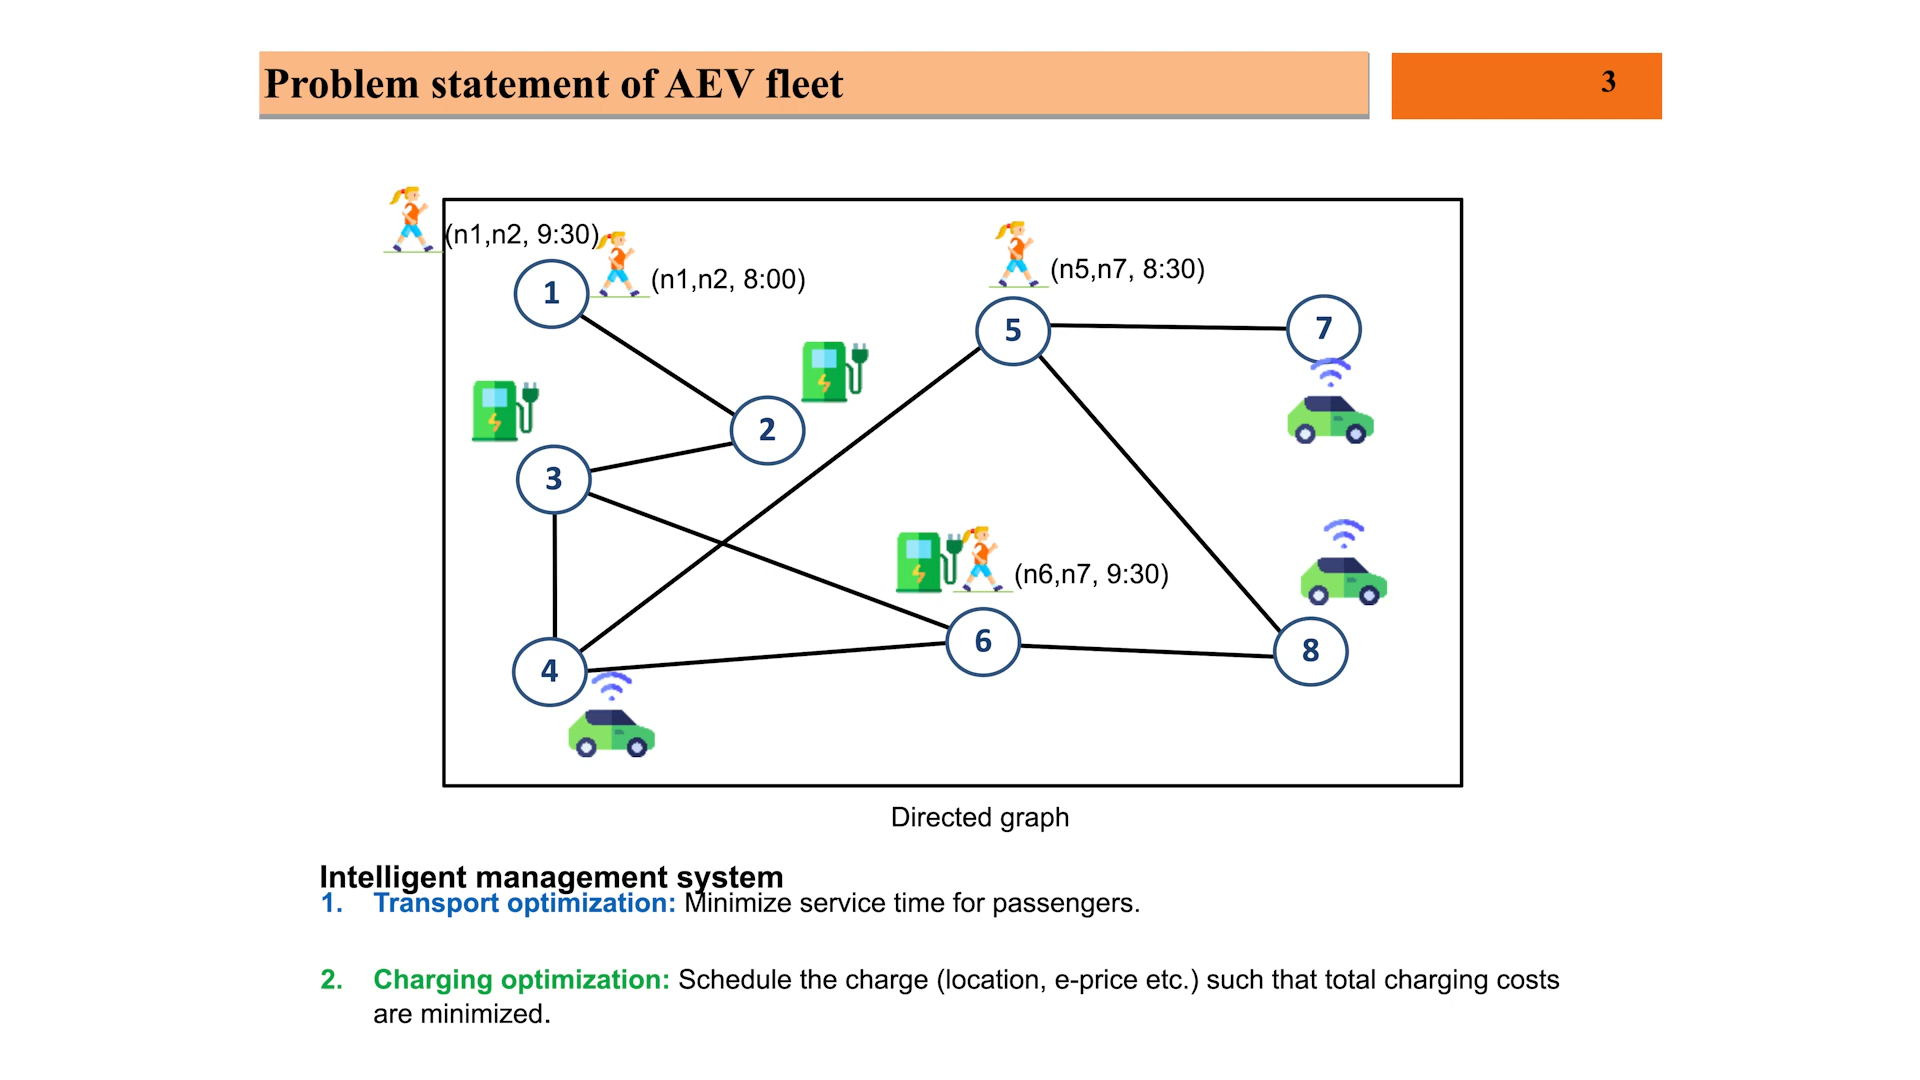 Problem statement of AEV fleet
3
(n1,n2, 9:30)
(n1,n2, 8:00)
(n5,n7, 8:30)
1
5
7
2
3
(n6,n7, 9:30)
6
8
4
Directed graph
Intelligent management system
1. Transport optimization: Minimize service time for passengers.
2. Charging optimization: Schedule the charge (location, e-price etc.) such that total charging costs
are minimized.